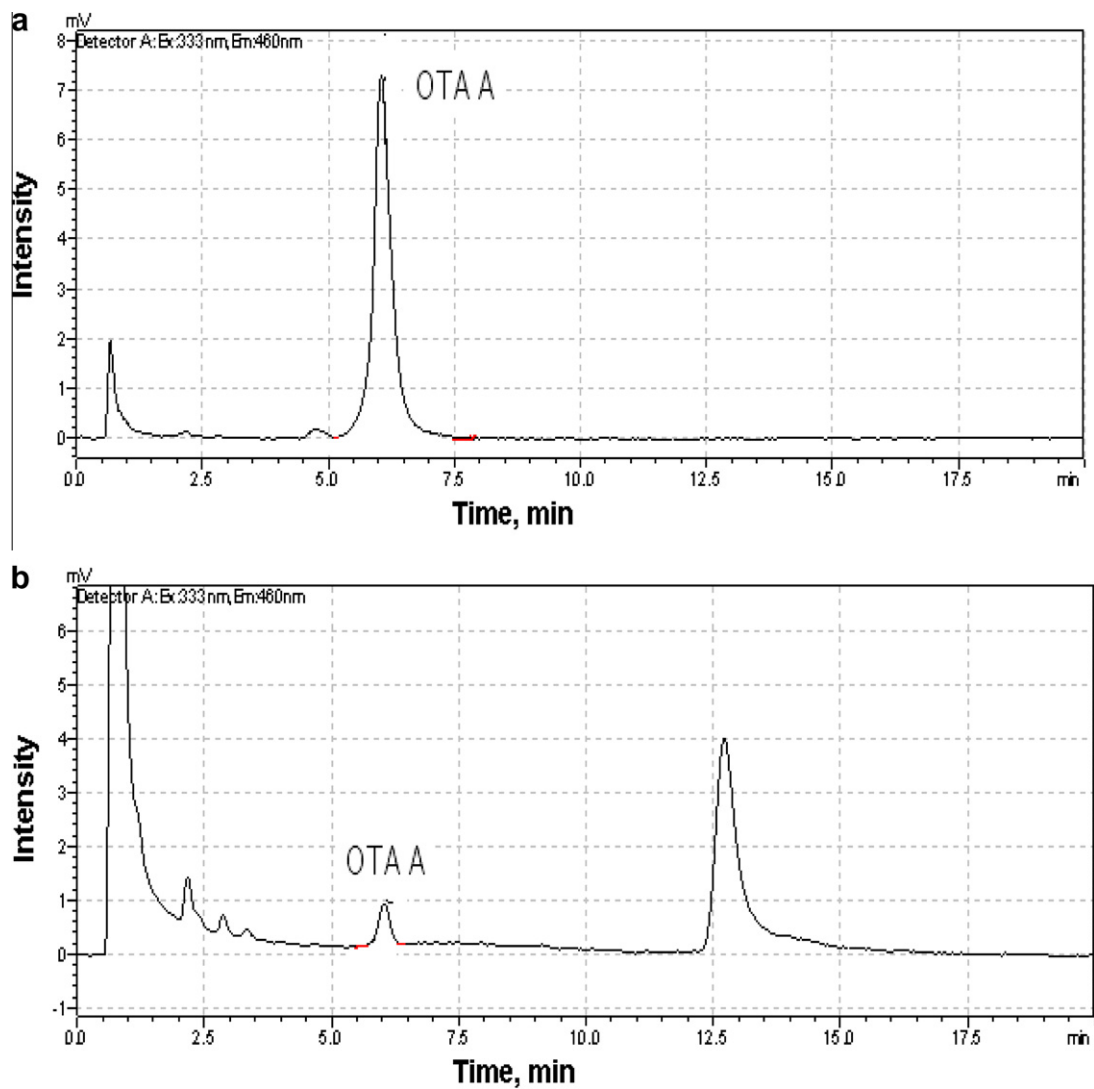 a
mV
Detector A:Ex:333nm,Em:460nm
OTA A
8
7
6
5
4
3
2
1
0
Intensity
0.0 2.5 5.0 7.5 10.0 12.5 15.0 17.5 min
Time, min
b
mV
Detector A:Ex:333nm,Em:460nm
6
5
4
3
2
1
0
-1
OTA A
Intensity
0.0 2.5 5.0 7.5 10.0 12.5 15.0 17.5 min
Time, min